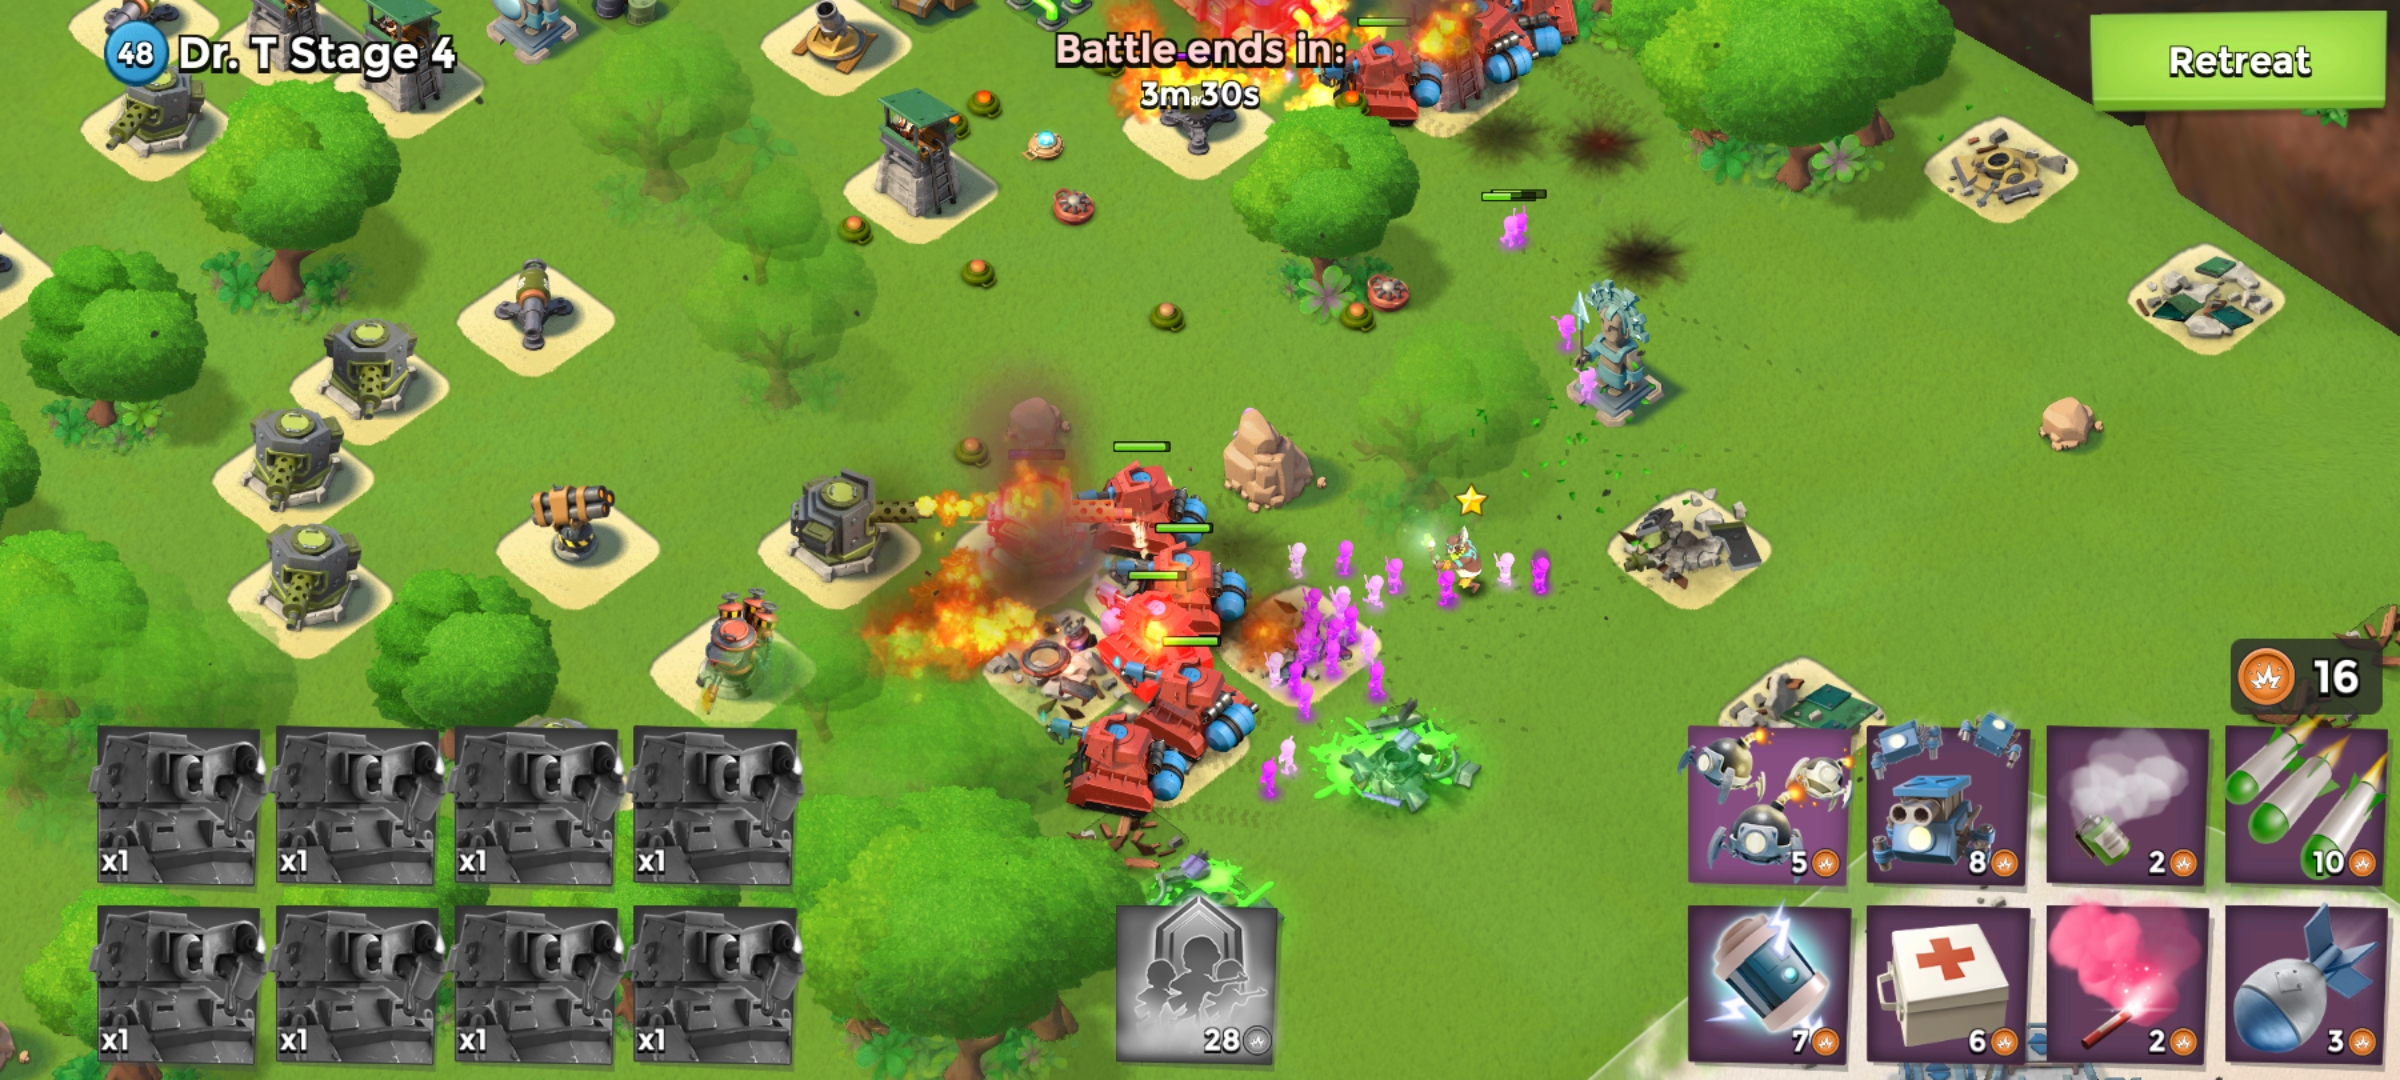 48 Dr. T Stage 4
Battle ends in:
3m 30s
Retreat
16
x1 x1 x1 x1
5 8 2 10
x1 x1 x1 x1
28
7 6 2 3